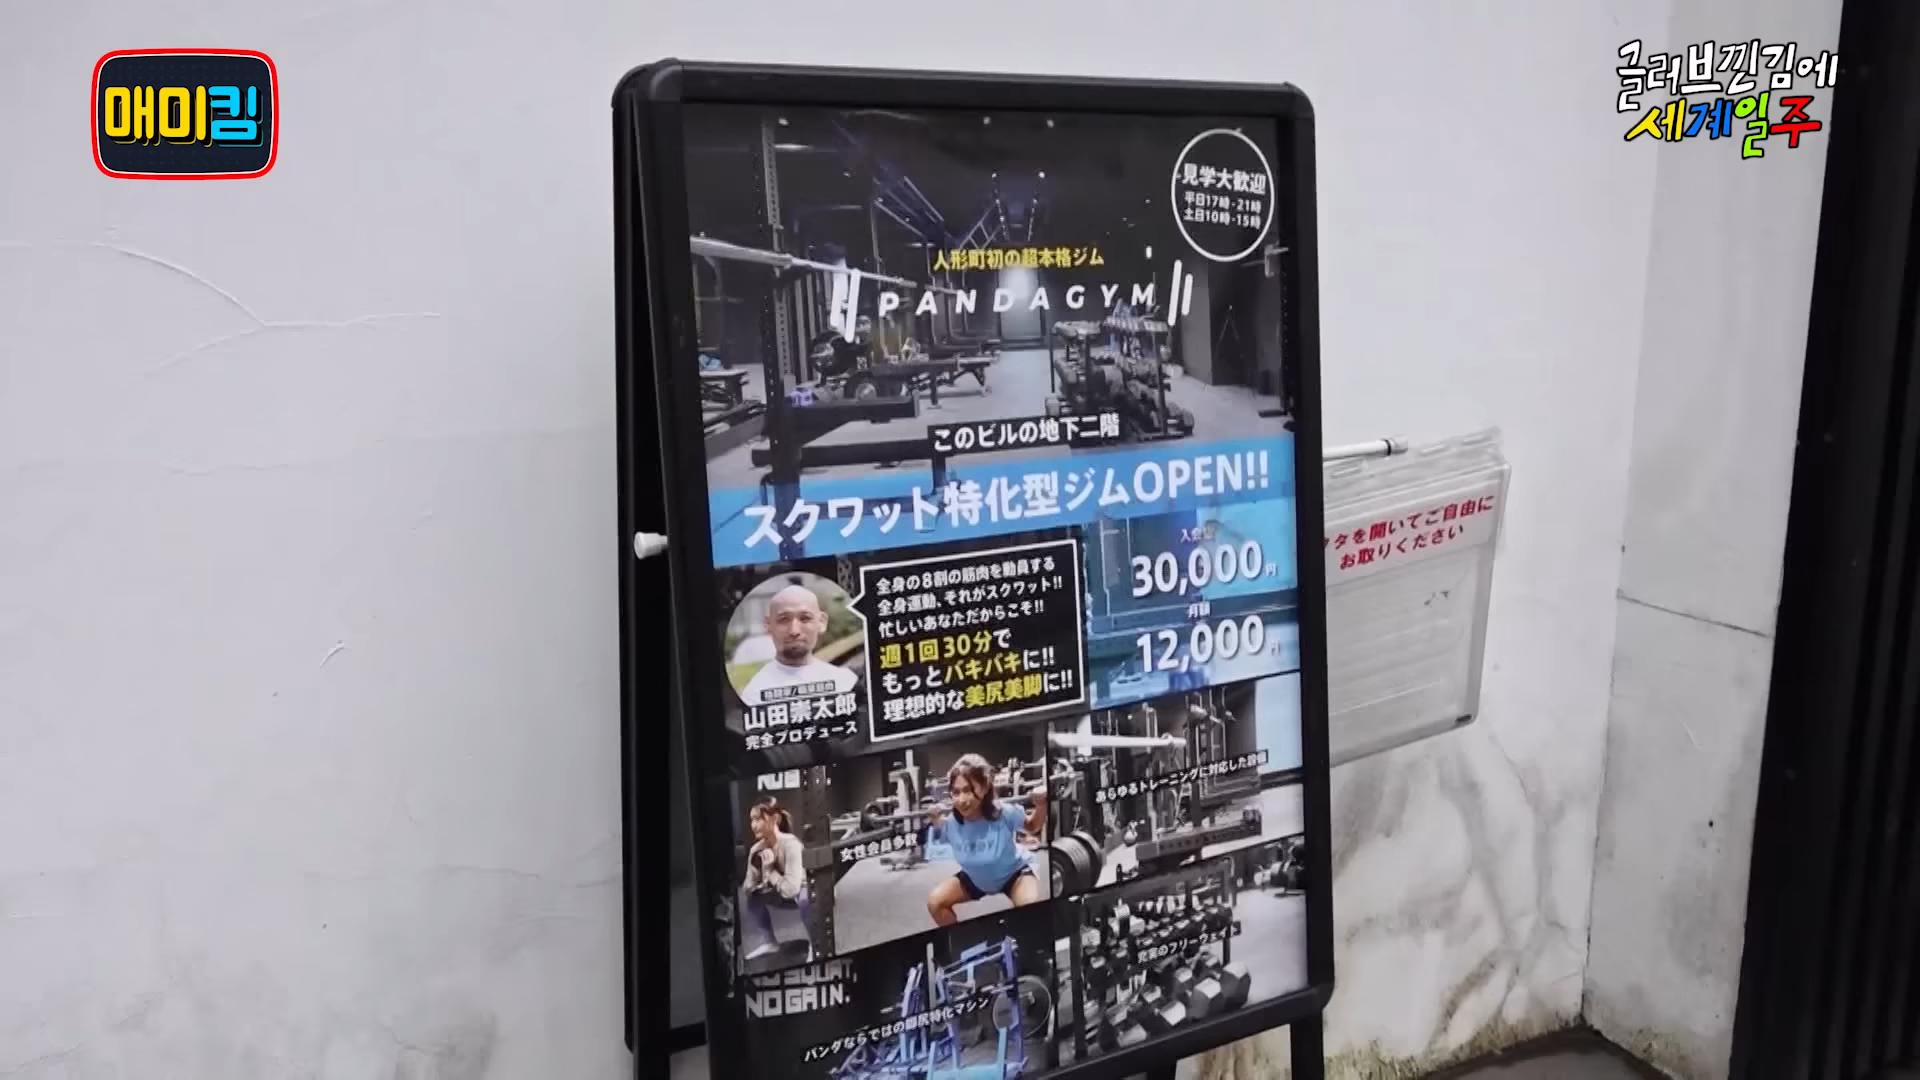 매미킴
글러브낀김에
세계일주
見学大歓迎
平日17時-21時
土日10時-15時
人形町初の超本格ジム
PANDAGYM
このビルの地下二階
スクワット特化型ジムOPEN!!
全身の8割の筋肉を動員する
全身運動、それがスクワット!!
忙しいあなただからこそ!!
週1回30分で
もっとバキバキに!!
理想的な美尻美脚に!!
山田崇太郎
完全プロデュース
30,000円
月額
12,000円
女性会員多数
あらゆるトレーニングに対応した設備
NO SQUAT,
NO GAIN.
パンダならではの脚尻特化マシン
充実のフリーウェイト
タを開いてご自由に
お取りください